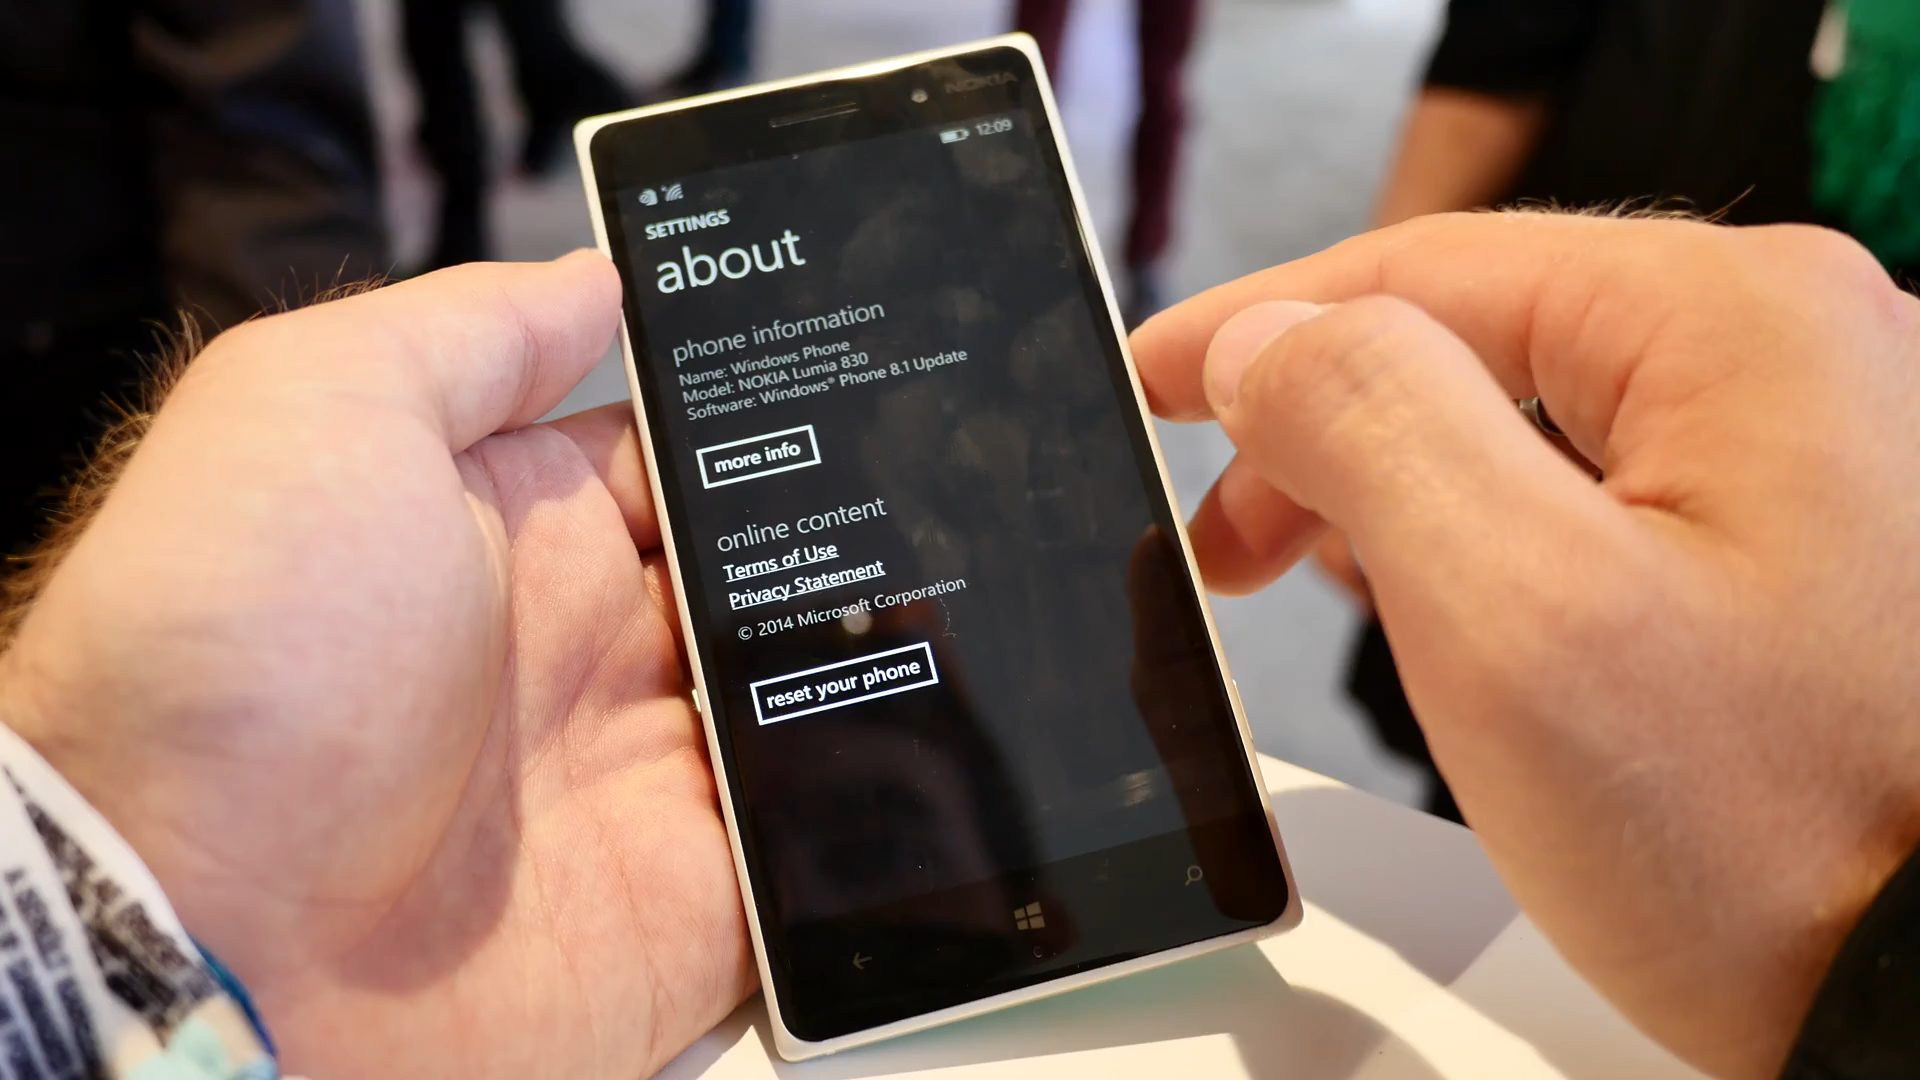 NOKIA
12:09
SETTINGS
about
phone information
Name: Windows Phone
Model: NOKIA Lumia 830
Software: Windows® Phone 8.1 Update
more info
online content
Terms of Use
Privacy Statement
© 2014 Microsoft Corporation
reset your phone